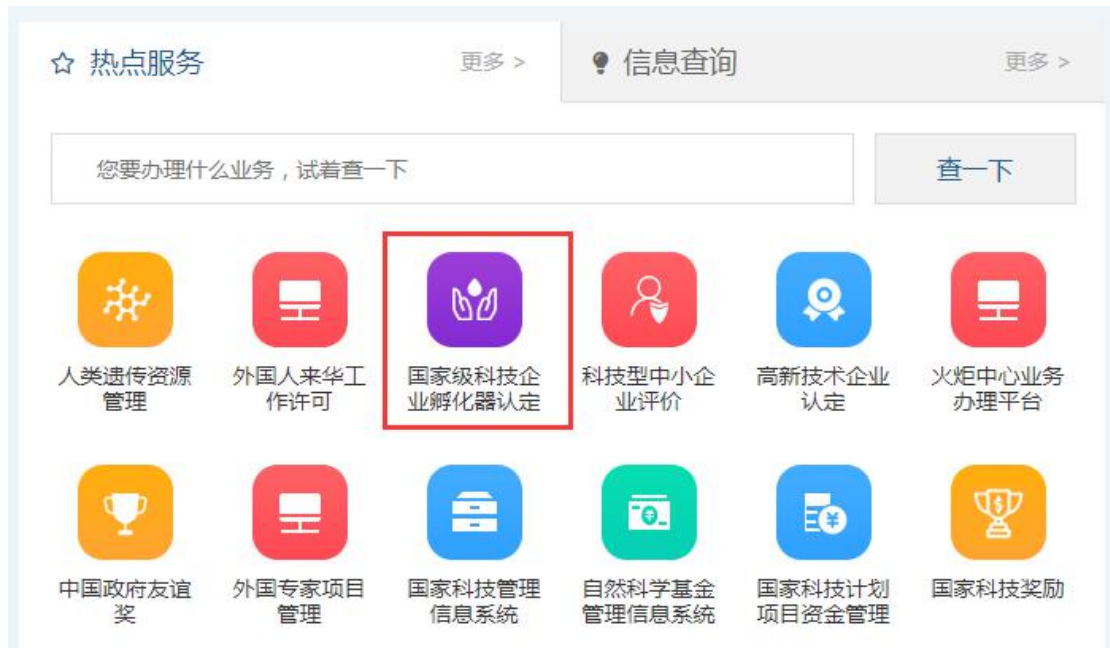 热点服务 更多 > 信息查询 更多 >
您要办理什么业务，试着查一下 查一下
人类遗传资源
管理
外国人来华工
作许可
国家级科技企
业孵化器认定
科技型中小企
业评价
高新技术企业
认定
火炬中心业务
办理平台
中国政府友谊
奖
外国专家项目
管理
国家科技管理
信息系统
自然科学基金
管理信息系统
国家科技计划
项目资金管理
国家科技奖励